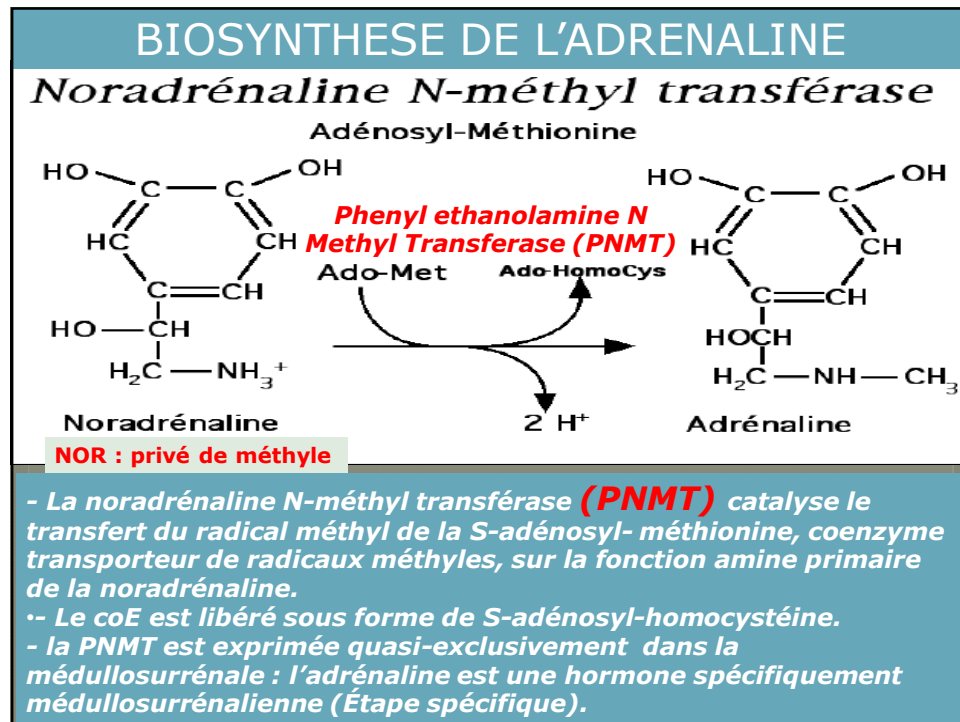 BIOSYNTHESE DE L'ADRENALINE
Noradrénaline N-méthyl transférase
Adénosyl-Méthionine
HO OH
C C
HC CH
C CH
HO CH
H₂C NH₃⁺
Noradrénaline
NOR : privé de méthyle
Phenyl ethanolamine N
Methyl Transferase (PNMT)
Ado-Met Ado-HomoCys
2 H⁺
HO OH
C C
HC CH
C CH
HOCH
H₂C NH CH₃
Adrénaline
- La noradrénaline N-méthyl transférase (PNMT) catalyse le
transfert du radical méthyl de la S-adénosyl- méthionine, coenzyme
transporteur de radicaux méthyles, sur la fonction amine primaire
de la noradrénaline.
•- Le coE est libéré sous forme de S-adénosyl-homocystéine.
- la PNMT est exprimée quasi-exclusivement dans la
médullosurrénale : l'adrénaline est une hormone spécifiquement
médullosurrénalienne (Étape spécifique).